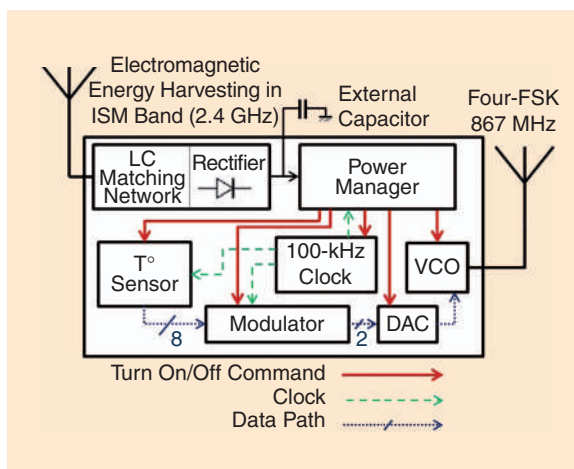 Electromagnetic
Energy Harvesting in
ISM Band (2.4 GHz)
External
Capacitor
Four-FSK
867 MHz
LC
Matching
Network
Rectifier
Power
Manager
T°
Sensor
100-kHz
Clock
VCO
Modulator
DAC
8
2
Turn On/Off Command
Clock
Data Path